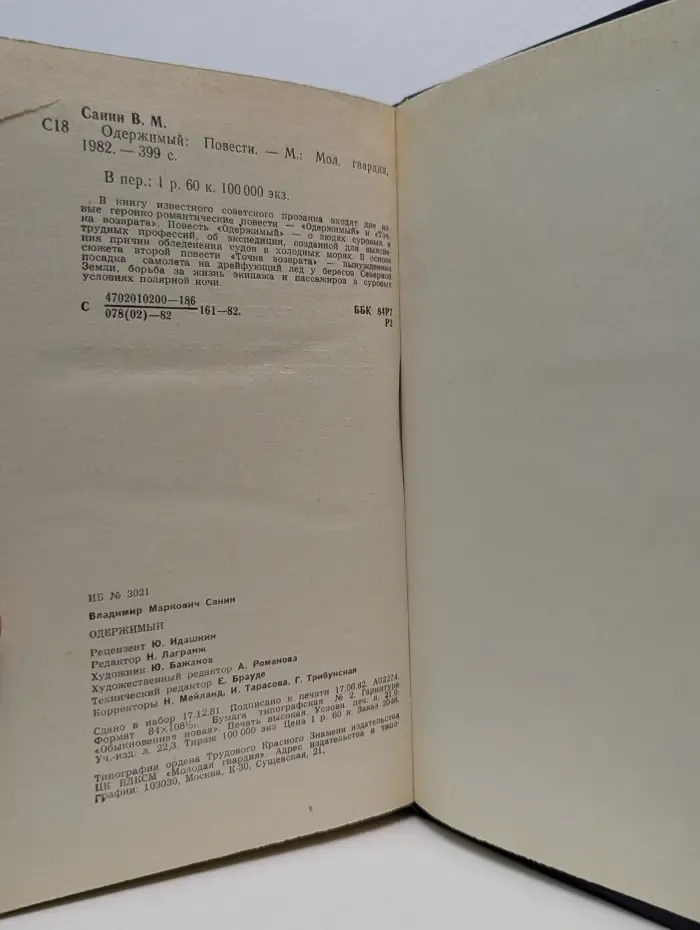 Санин В. М.
С18 Одержимый: Повести. — М.: Мол. гвардия,
1982. — 399 с.
В пер.: 1 р. 60 к. 100 000 экз.
В книгу известного советского прозаика входят две но-
вые героико-романтические повести — «Одержимый» и «Точ-
ка возврата». Повесть «Одержимый» — о людях суровых и
трудных профессий, об экспедиции, созданной для выясне-
ния причин обледенения судов в холодных морях. В основе
сюжета второй повести «Точка возврата» — вынужденная
посадка самолета на дрейфующий лед у берегов Северной
Земли, борьба за жизнь экипажа и пассажиров в суровых
условиях полярной ночи.
С 4702010200—186
078(02)—82 161—82.
ББК 84Р7
Р2
ИБ № 3021
Владимир Маркович Санин
ОДЕРЖИМЫЙ
Рецензент Ю. Идашкин
Редактор Н. Лагранж
Художник Ю. Бажанов
Художественный редактор А. Романова
Технический редактор Е. Брауде
Корректоры Н. Мейланд, И. Тарасова, Г. Трибунская
Сдано в набор 17.12.81. Подписано в печати 17.06.82. А02224.
Формат 84×108¹/₃₂. Бумага типографская № 2. Гарнитура
«Обыкновенная новая». Печать высокая. Условн. печ. л. 21,0.
Уч.-изд. л. 22,3. Тираж 100 000 экз. Цена 1 р. 60 к. Заказ 2046.
Типография ордена Трудового Красного Знамени издательства
ЦК ВЛКСМ «Молодая гвардия». Адрес издательства и типо-
графии: 103030, Москва, К-30, Сущевская, 21.